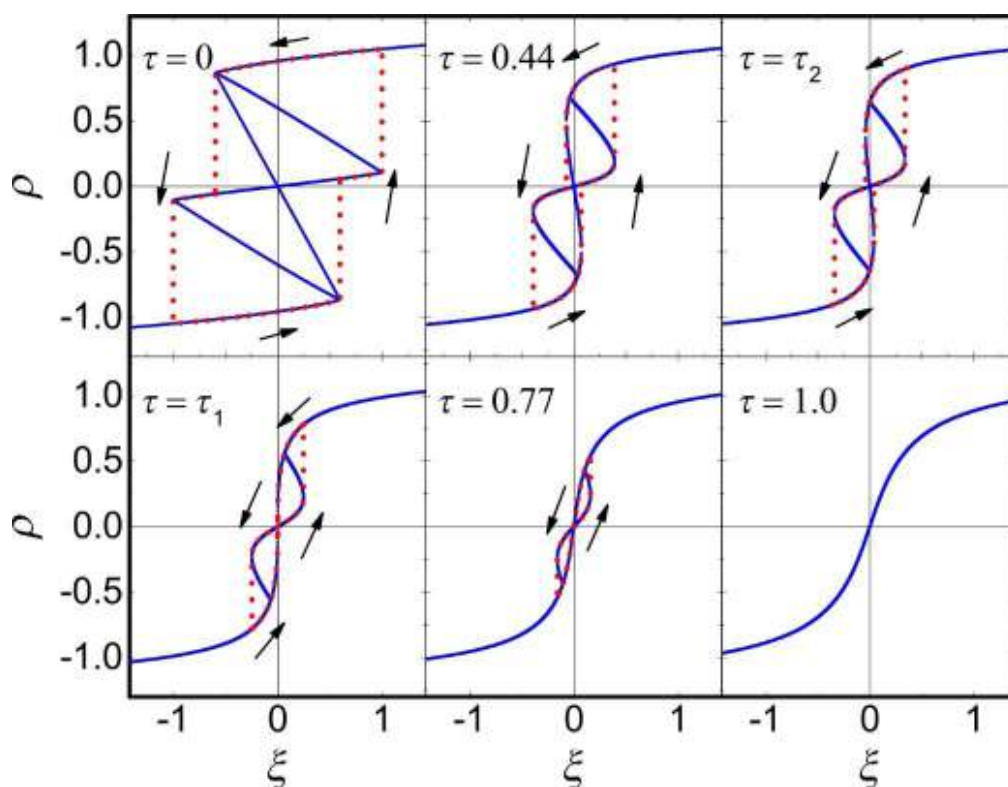 τ = 0
τ = 0.44
τ = τ₂
1.0
0.5
0.0
-0.5
-1.0
ρ
τ = τ₁
τ = 0.77
τ = 1.0
1.0
0.5
0.0
-0.5
-1.0
ρ
-1 0 1
-1 0 1
-1 0 1
ξ
ξ
ξ